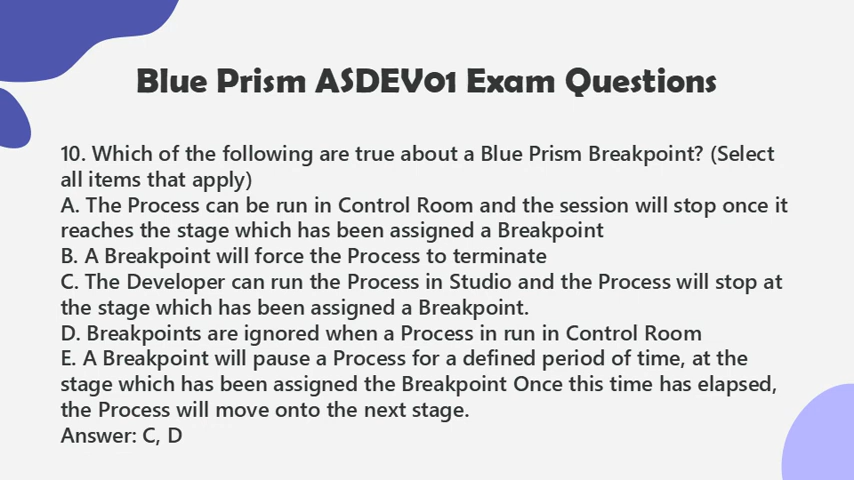 Blue Prism ASDEV01 Exam Questions
10. Which of the following are true about a Blue Prism Breakpoint? (Select
all items that apply)
A. The Process can be run in Control Room and the session will stop once it
reaches the stage which has been assigned a Breakpoint
B. A Breakpoint will force the Process to terminate
C. The Developer can run the Process in Studio and the Process will stop at
the stage which has been assigned a Breakpoint.
D. Breakpoints are ignored when a Process in run in Control Room
E. A Breakpoint will pause a Process for a defined period of time, at the
stage which has been assigned the Breakpoint Once this time has elapsed,
the Process will move onto the next stage.
Answer: C, D